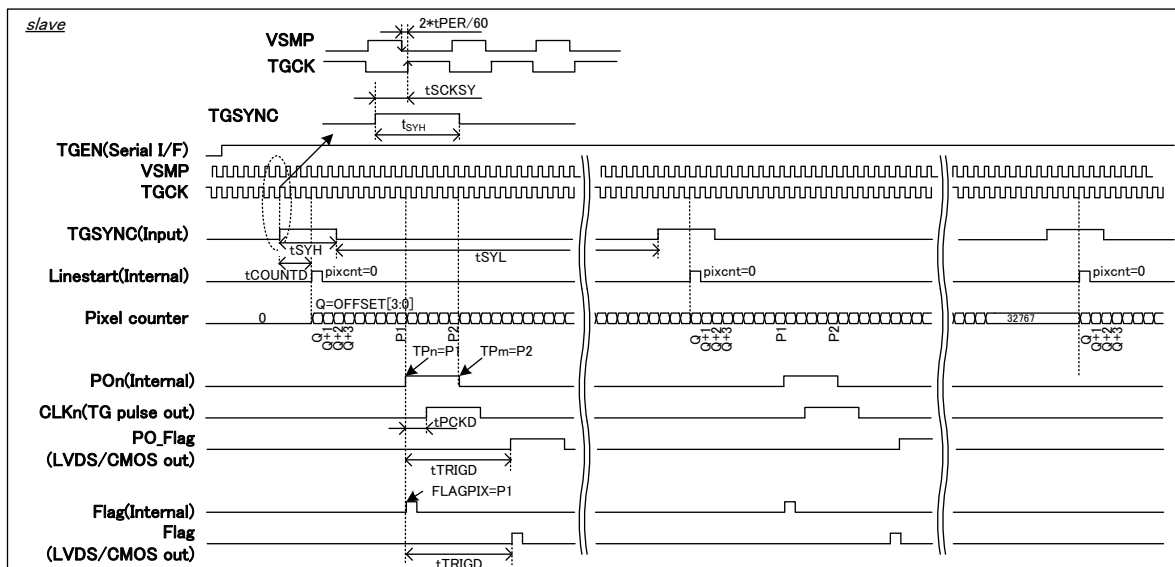 slave
2*tPER/60
VSMP
TGCK
tSCKSY
TGSYNC
tSYH
TGEN(Serial I/F)
VSMP
TGCK
TGSYNC(Input)
tSYH
tSYL
tCOUNTD
Linestart(Internal)
pixcnt=0
pixcnt=0
pixcnt=0
Q=OFFSET[3:0]
Pixel counter
0
32767
Q
Q+1
Q+2
Q+3
P1
P2
Q
Q+1
Q+2
Q+3
P1
P2
Q
Q+1
Q+2
Q+3
TPn=P1
TPm=P2
POn(Internal)
CLKn(TG pulse out)
tPCKD
PO_Flag
(LVDS/CMOS out)
tTRIGD
FLAGPIX=P1
Flag(Internal)
Flag
(LVDS/CMOS out)
tTRIGD